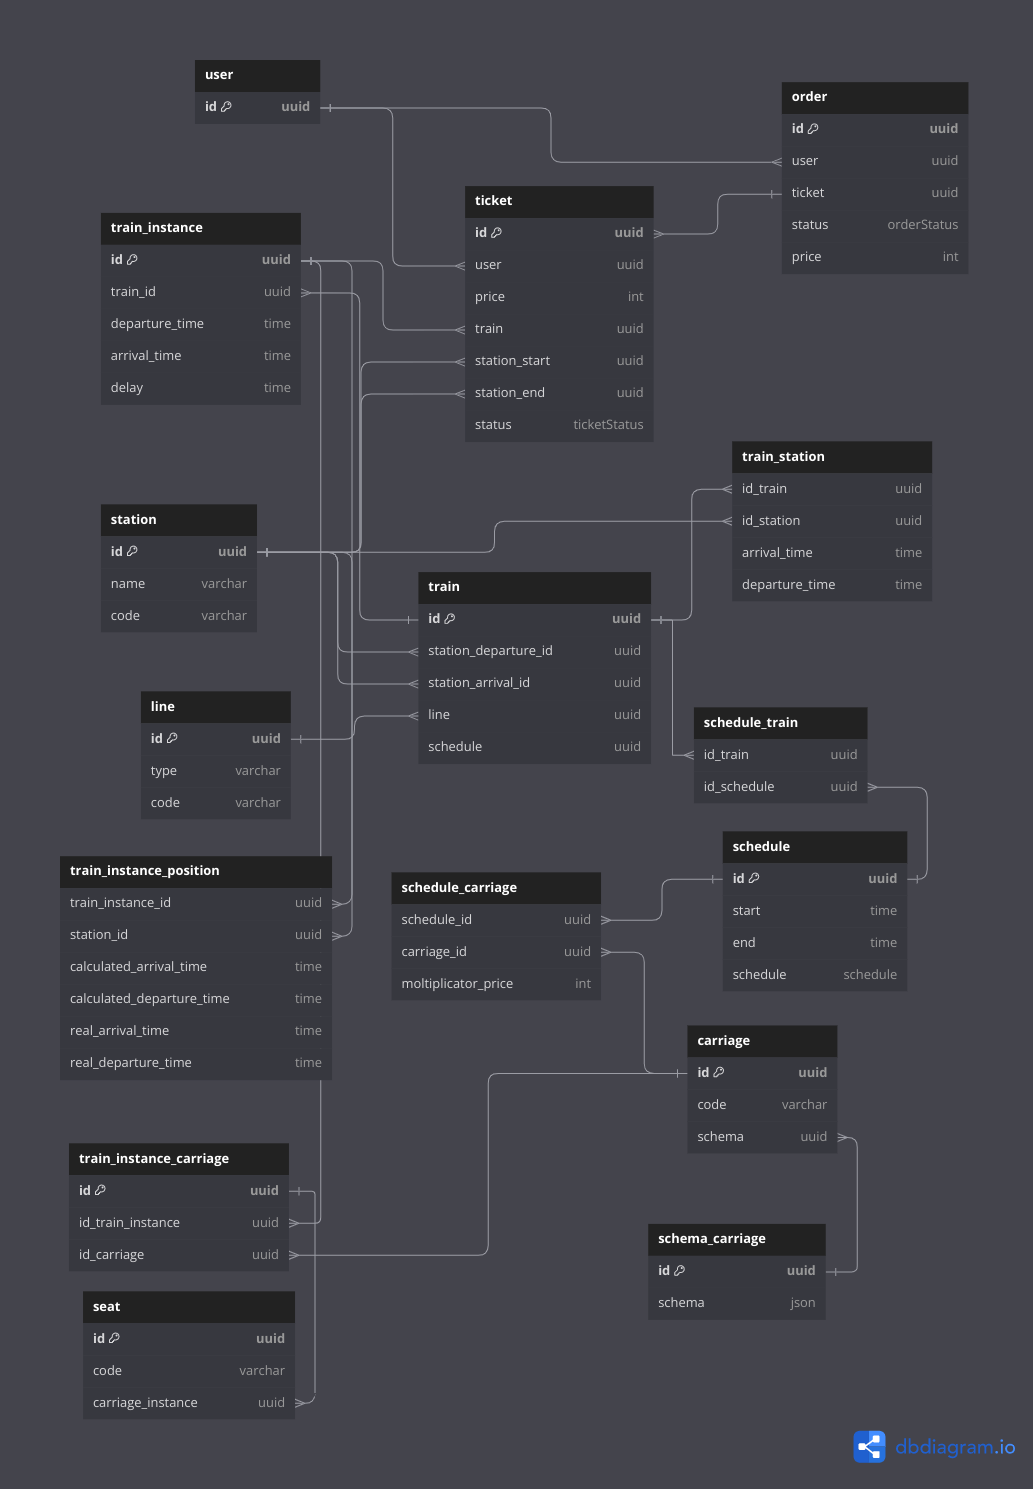 user
id uuid
order
id uuid
user uuid
ticket uuid
status orderStatus
price int
ticket
id uuid
user uuid
price int
train uuid
station_start uuid
station_end uuid
status ticketStatus
train_instance
id uuid
train_id uuid
departure_time time
arrival_time time
delay time
train_station
id_train uuid
id_station uuid
arrival_time time
departure_time time
station
id uuid
name varchar
code varchar
train
id uuid
station_departure_id uuid
station_arrival_id uuid
line uuid
schedule uuid
line
id uuid
type varchar
code varchar
schedule_train
id_train uuid
id_schedule uuid
train_instance_position
train_instance_id uuid
station_id uuid
calculated_arrival_time time
calculated_departure_time time
real_arrival_time time
real_departure_time time
schedule_carriage
schedule_id uuid
carriage_id uuid
moltiplicator_price int
schedule
id uuid
start time
end time
schedule schedule
carriage
id uuid
code varchar
schema uuid
train_instance_carriage
id uuid
id_train_instance uuid
id_carriage uuid
schema_carriage
id uuid
schema json
seat
id uuid
code varchar
carriage_instance uuid
dbdiagram.io